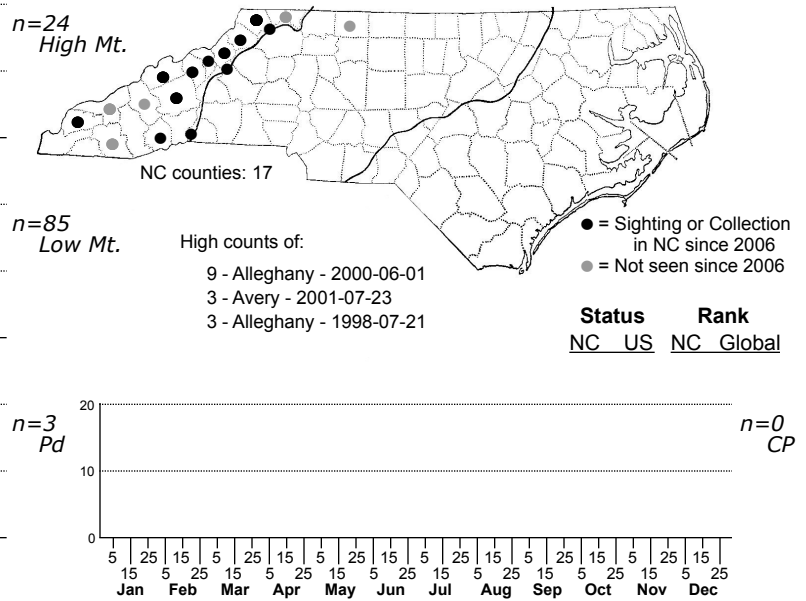 n=24
High Mt.
NC counties: 17
n=85
Low Mt.
High counts of:
9 - Alleghany - 2000-06-01
3 - Avery - 2001-07-23
3 - Alleghany - 1998-07-21
= Sighting or Collection
in NC since 2006
= Not seen since 2006
Status Rank
NC US NC Global
n=3
Pd
n=0
CP
20
10
0
5 25 15 5 25 15 5 25 15 5 25 15 5 25 15 5 25 15
15 5 25 15 5 25 15 5 25 15 5 25 15 5 25 15 5 25
Jan Feb Mar Apr May Jun Jul Aug Sep Oct Nov Dec